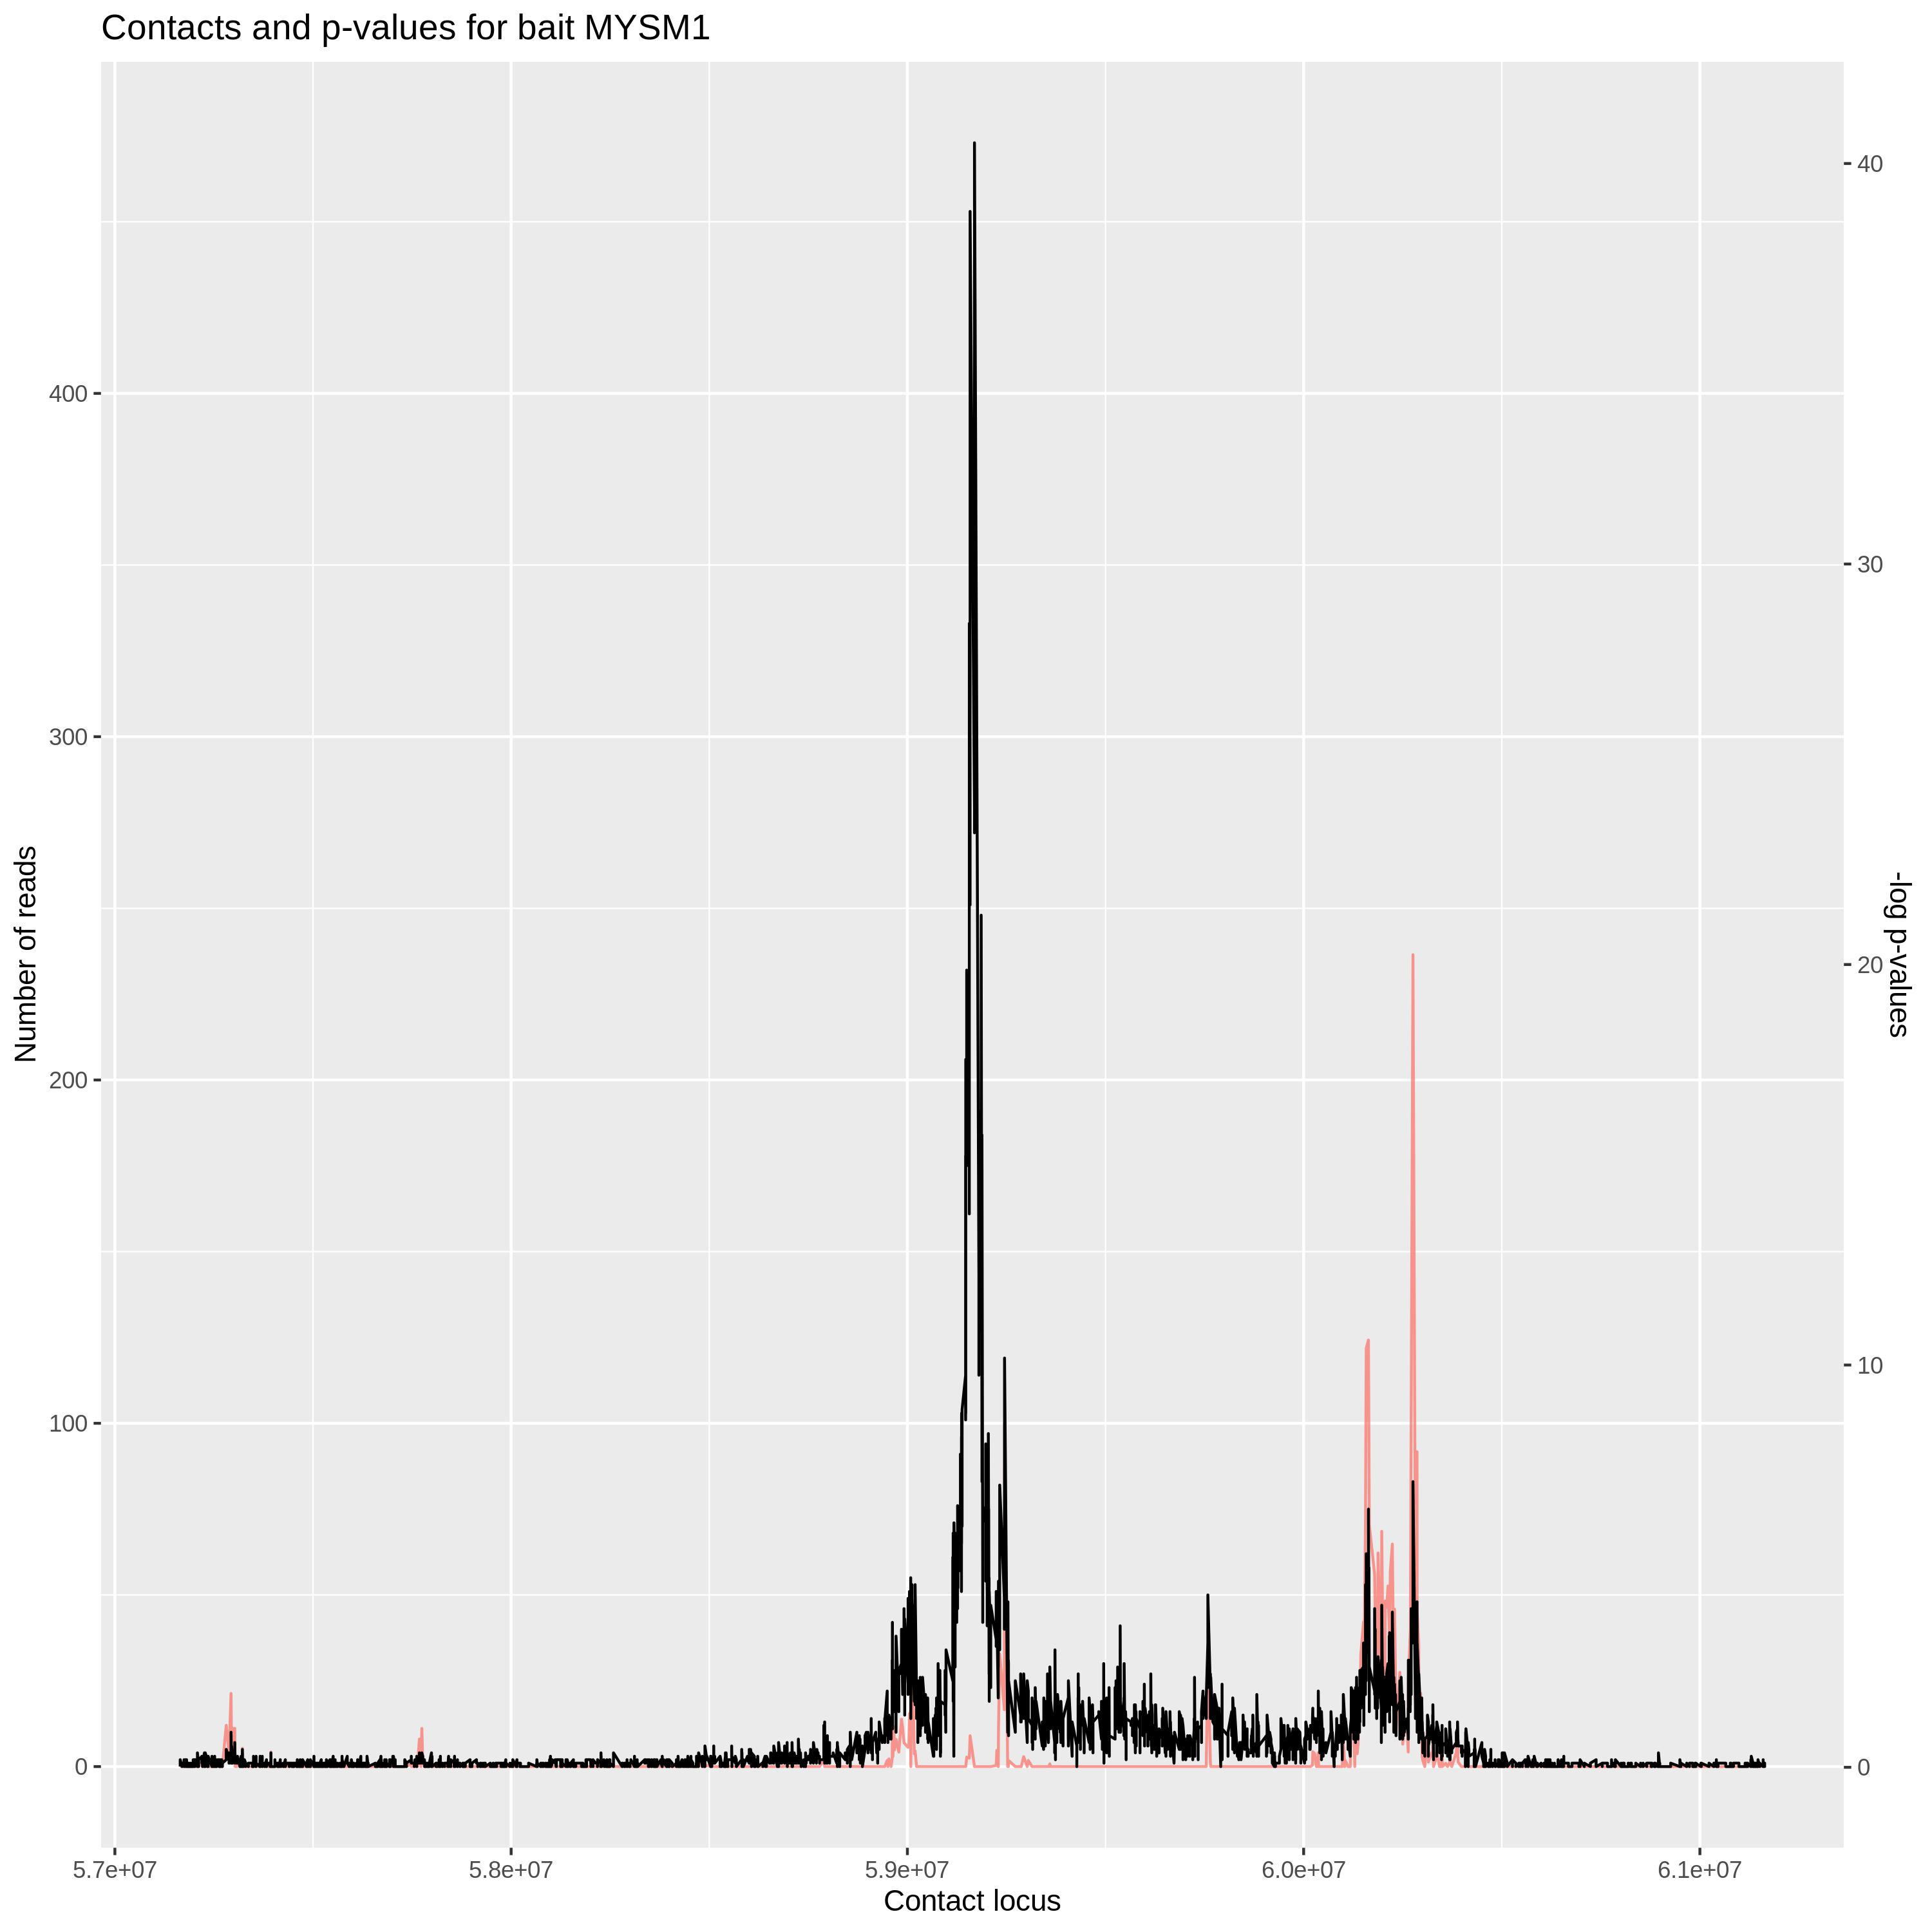 Contacts and p-values for bait MYSM1
400
300
200
100
0
Number of reads
40
30
20
10
0
-log p-values
5.7e+07 5.8e+07 5.9e+07 6.0e+07 6.1e+07
Contact locus